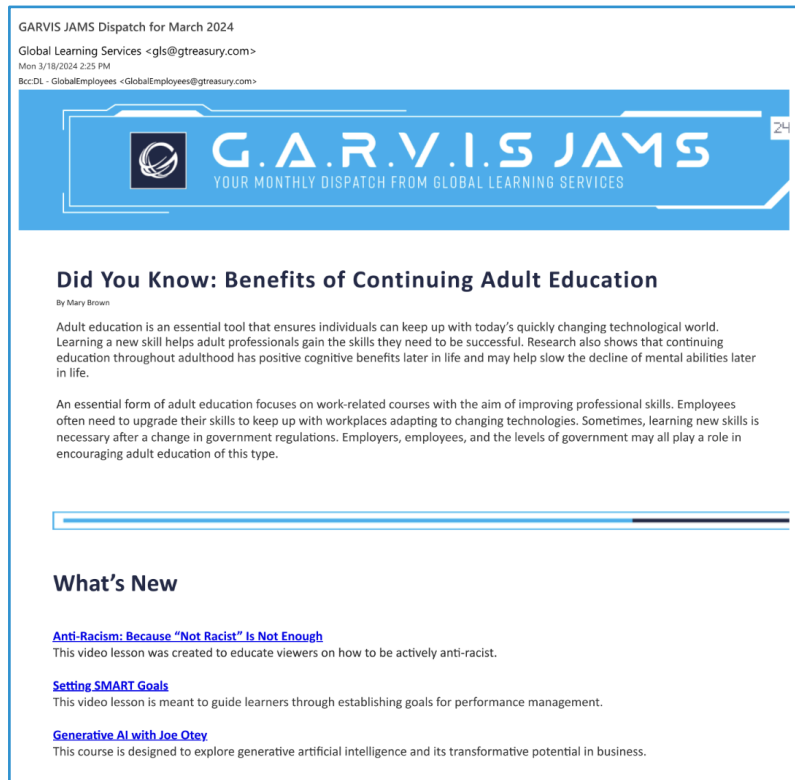 GARVIS JAMS Dispatch for March 2024
Global Learning Services <gls@gtreasury.com>
Mon 3/18/2024 2:25 PM
Bcc:DL - GlobalEmployees <GlobalEmployees@gtreasury.com>
24
G.A.R.V.I.S JAMS
YOUR MONTHLY DISPATCH FROM GLOBAL LEARNING SERVICES
Did You Know: Benefits of Continuing Adult Education
By Mary Brown
Adult education is an essential tool that ensures individuals can keep up with today's quickly changing technological world.
Learning a new skill helps adult professionals gain the skills they need to be successful. Research also shows that continuing
education throughout adulthood has positive cognitive benefits later in life and may help slow the decline of mental abilities later
in life.
An essential form of adult education focuses on work-related courses with the aim of improving professional skills. Employees
often need to upgrade their skills to keep up with workplaces adapting to changing technologies. Sometimes, learning new skills is
necessary after a change in government regulations. Employers, employees, and the levels of government may all play a role in
encouraging adult education of this type.
What's New
Anti-Racism: Because “Not Racist” Is Not Enough
This video lesson was created to educate viewers on how to be actively anti-racist.
Setting SMART Goals
This video lesson is meant to guide learners through establishing goals for performance management.
Generative AI with Joe Otey
This course is designed to explore generative artificial intelligence and its transformative potential in business.